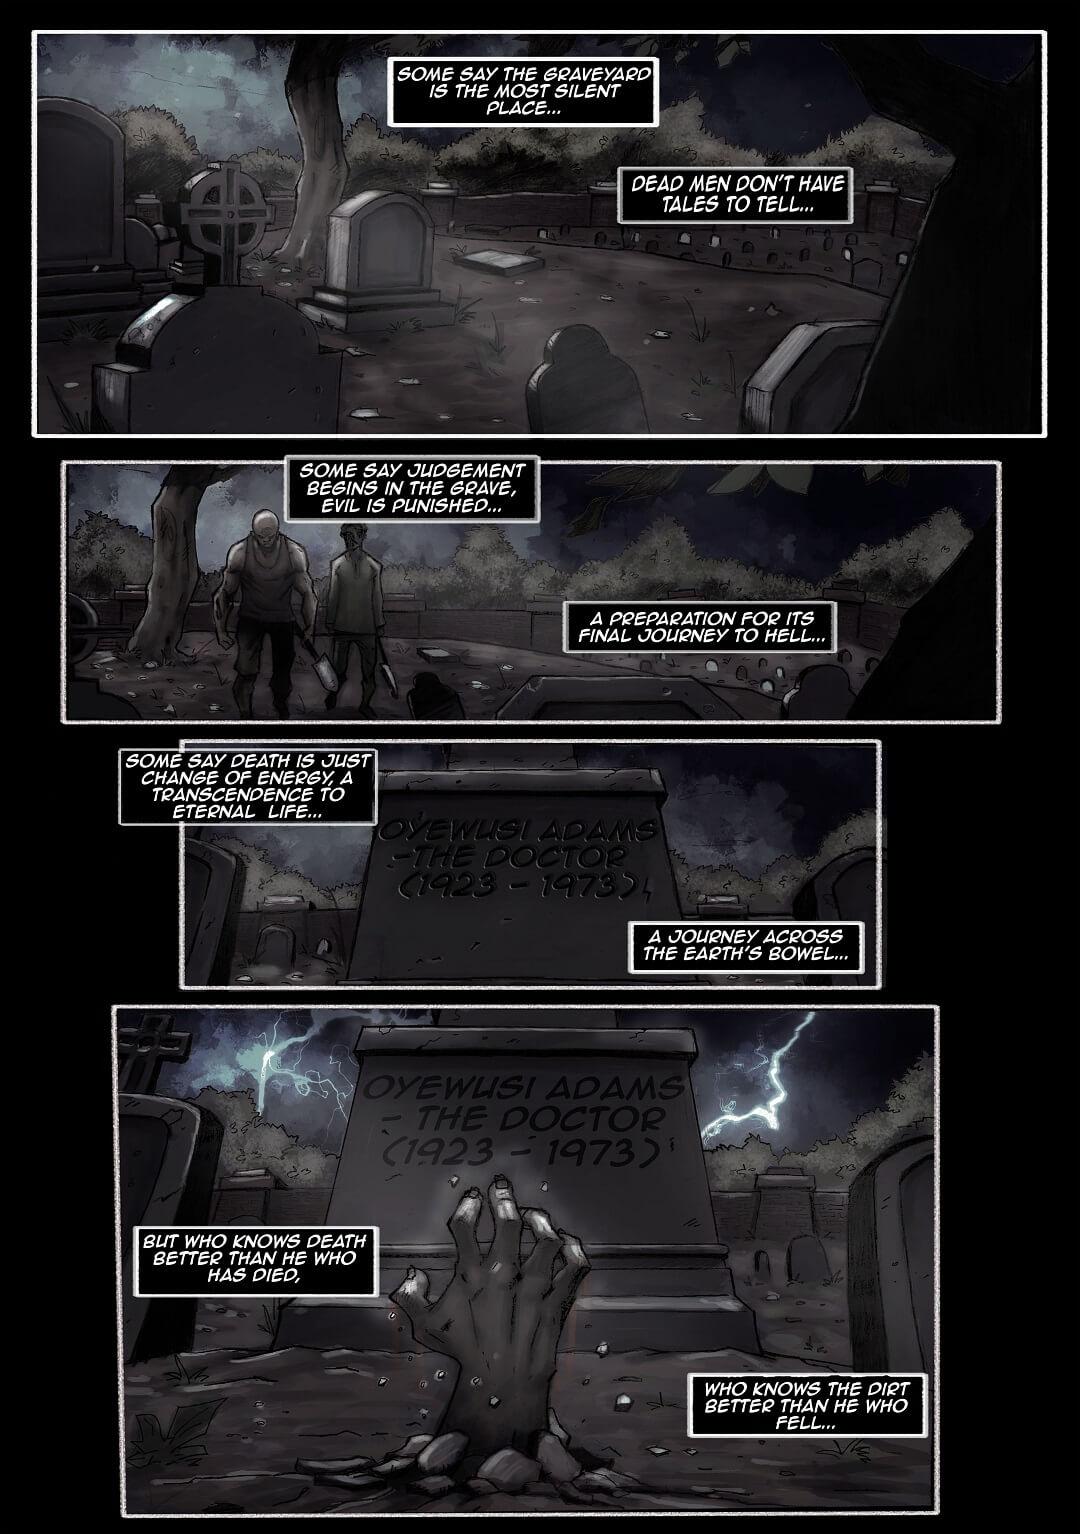 SOME SAY THE GRAVEYARD
IS THE MOST SILENT
PLACE...
DEAD MEN DON'T HAVE
TALES TO TELL...
SOME SAY JUDGEMENT
BEGINS IN THE GRAVE,
EVIL IS PUNISHED...
A PREPARATION FOR ITS
FINAL JOURNEY TO HELL...
SOME SAY DEATH IS JUST
CHANGE OF ENERGY, A
TRANSCENDENCE TO
ETERNAL LIFE...
OYEWUSI ADAMS
-THE DOCTOR
(1923 - 1973)
A JOURNEY ACROSS
THE EARTH'S BOWEL...
OYEWUSI ADAMS
- THE DOCTOR
(1923 - 1973)
BUT WHO KNOWS DEATH
BETTER THAN HE WHO
HAS DIED,
WHO KNOWS THE DIRT
BETTER THAN HE WHO
FELL...